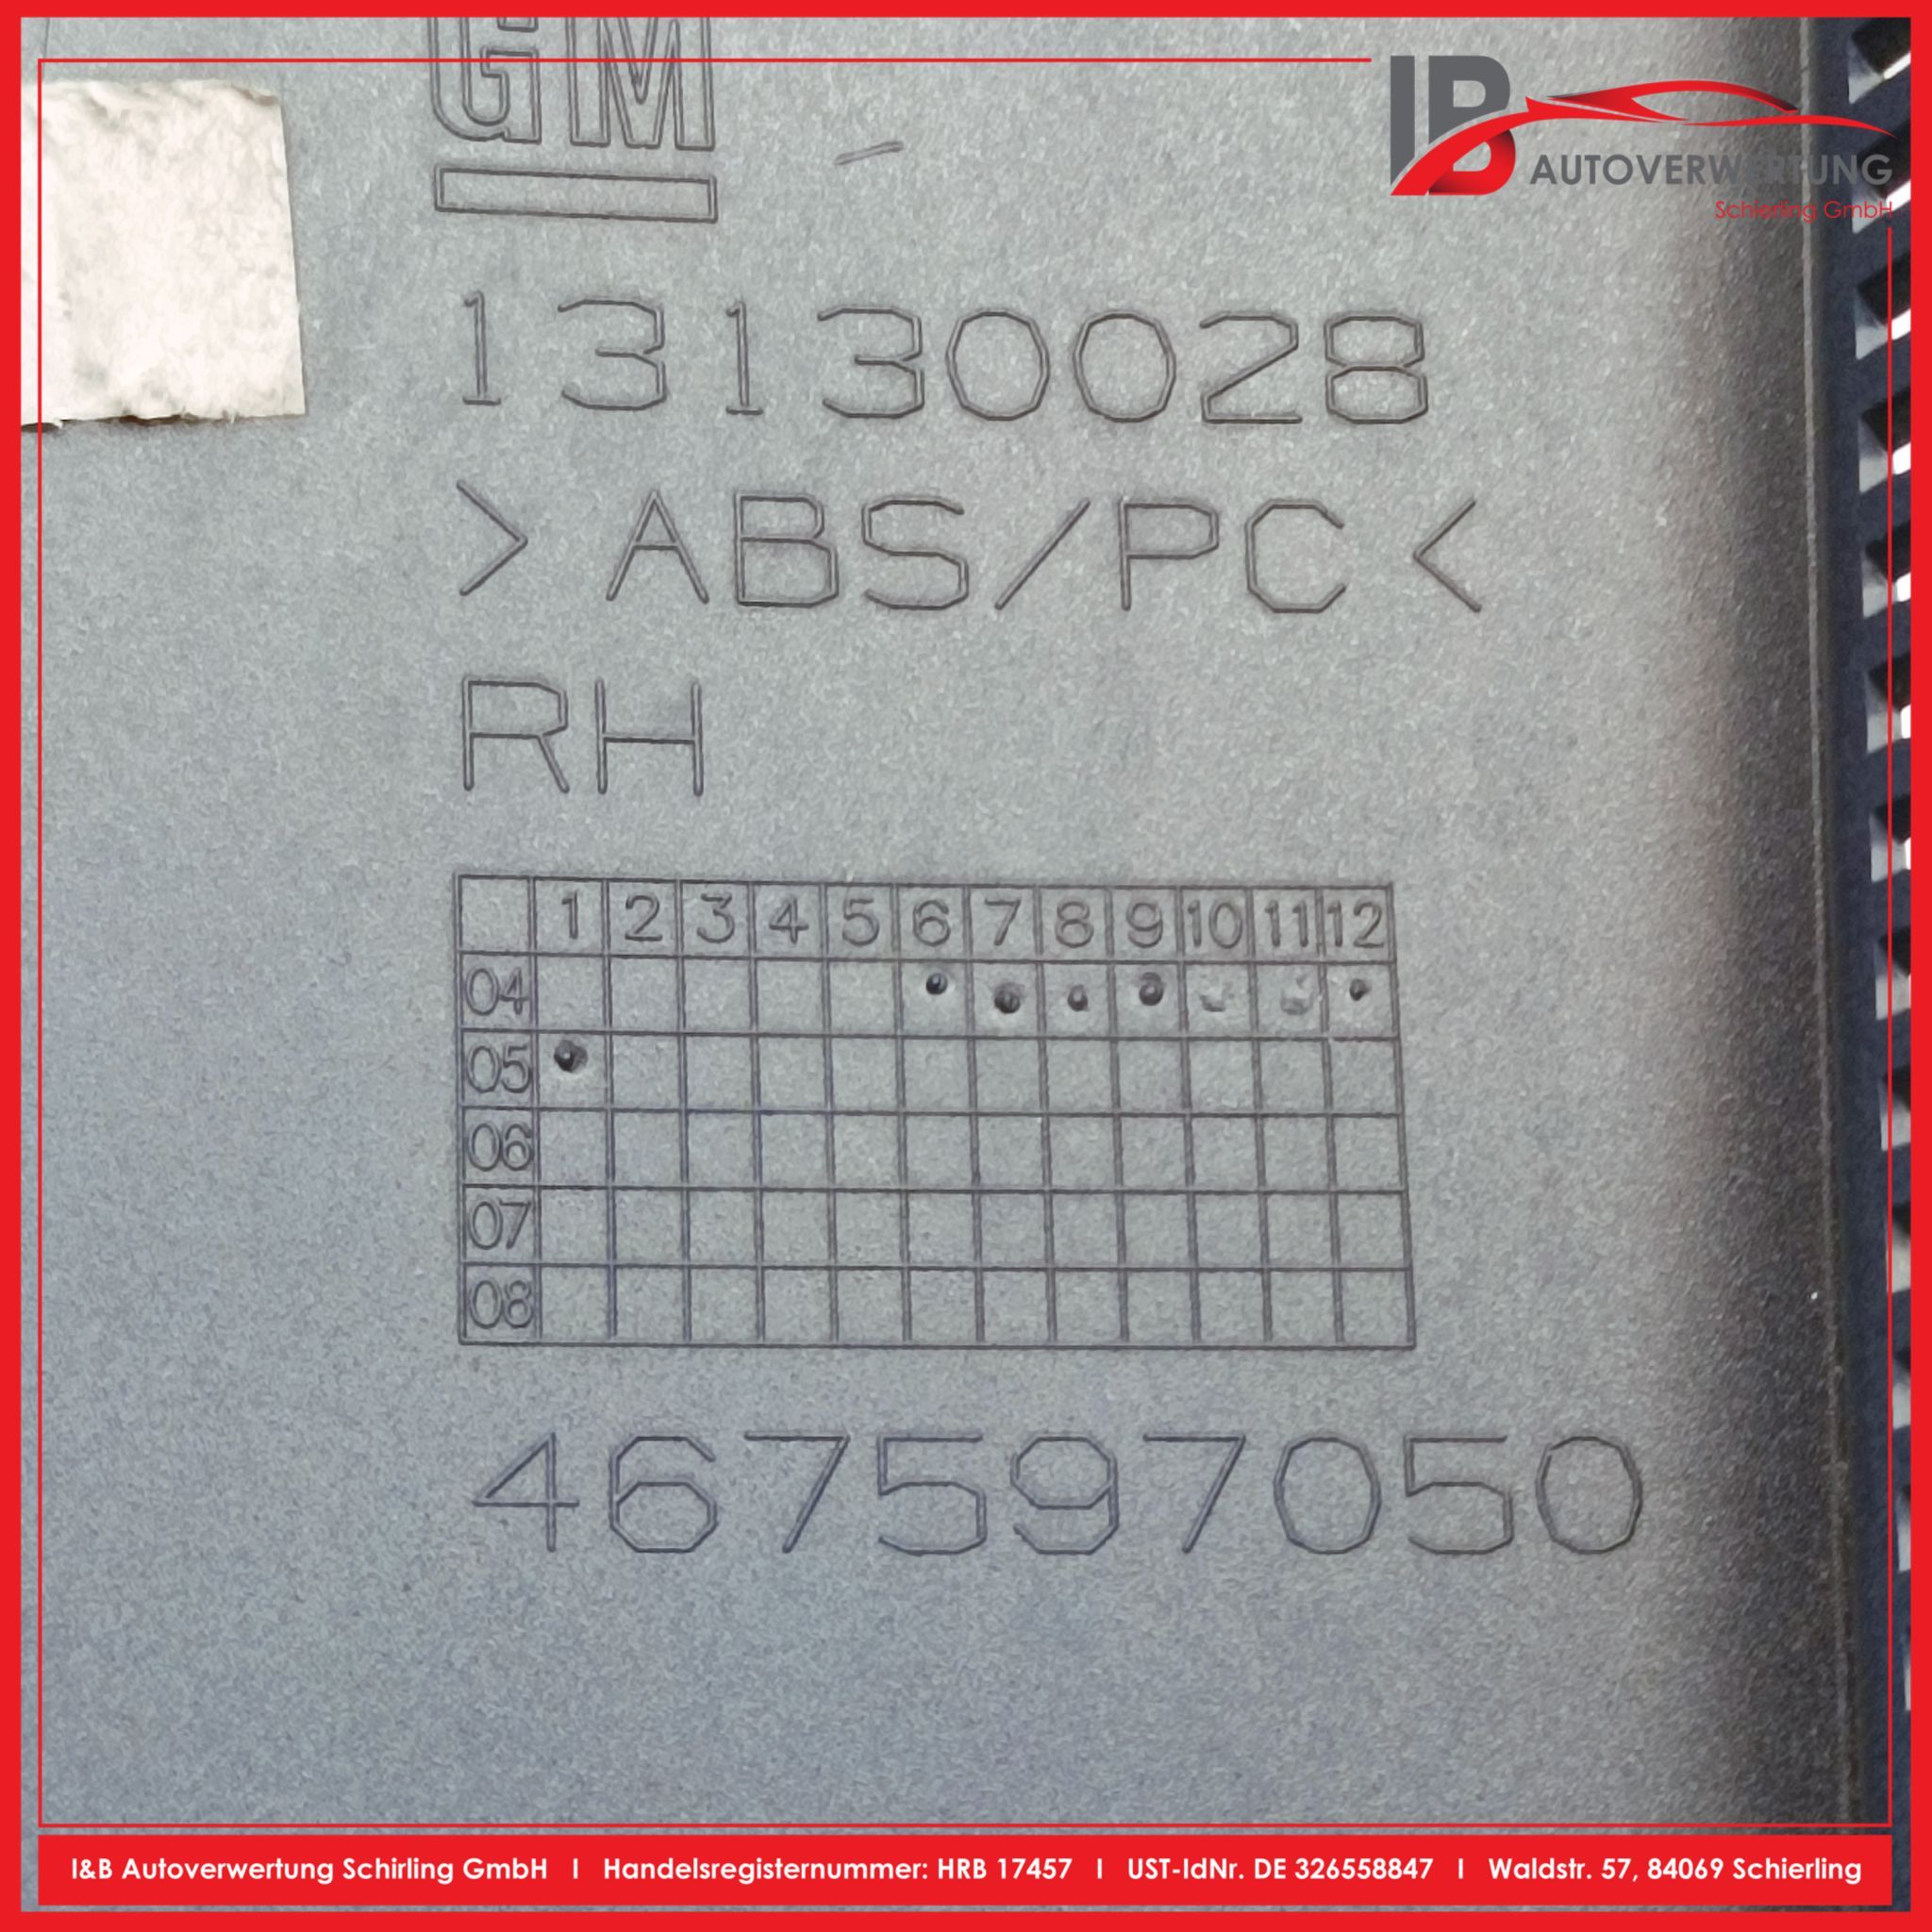 GM
IB
AUTOVERWERTUNG
Schierling GmbH
13130028
>ABS/PC<
RH
1 2 3 4 5 6 7 8 9 10 11 12
04
05
06
07
08
467597050
I&B Autoverwertung Schirling GmbH I Handelsregisternummer: HRB 17457 I UST-IdNr. DE 326558847 I Waldstr. 57, 84069 Schierling